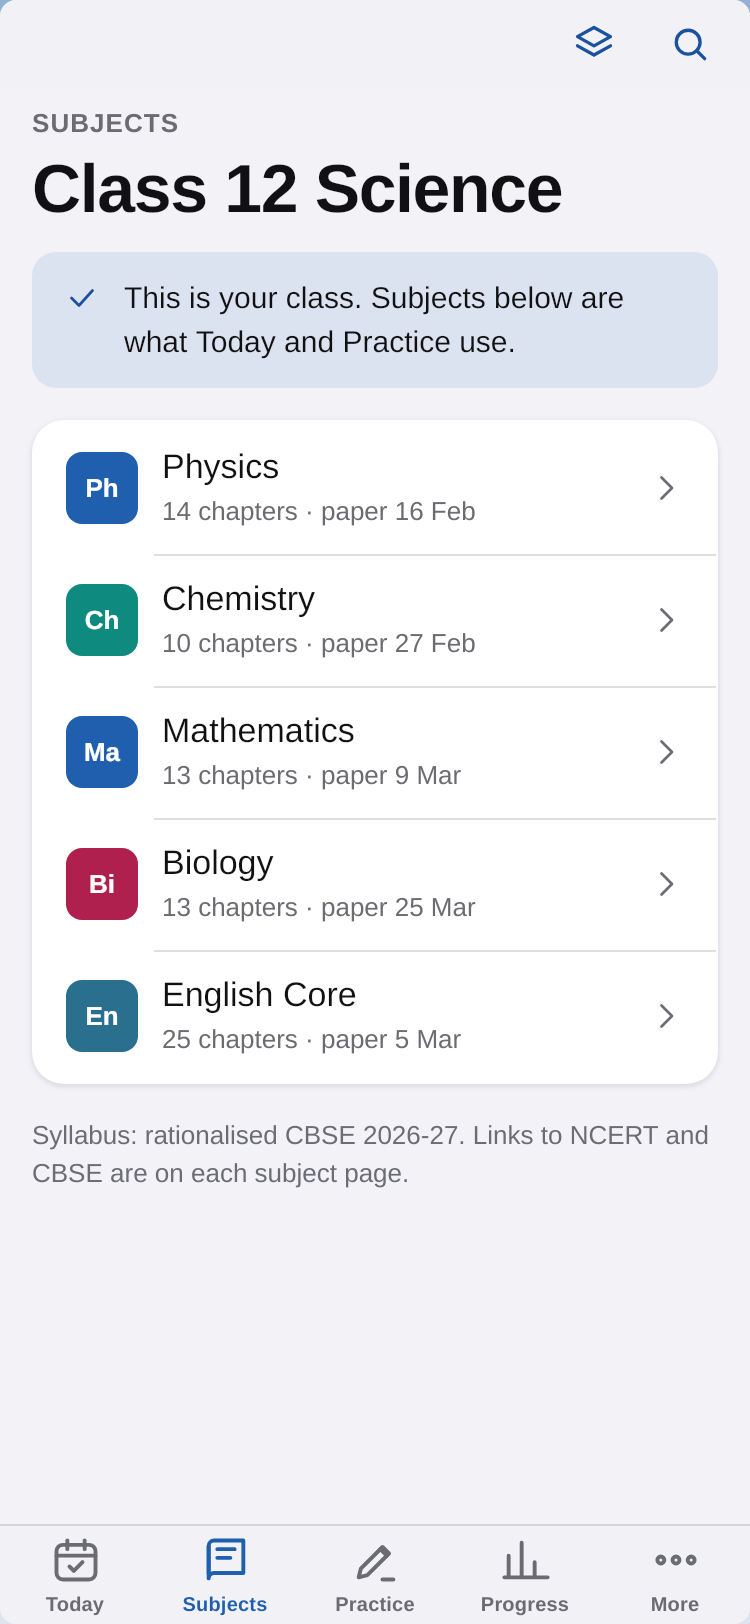 SUBJECTS
Class 12 Science
This is your class. Subjects below are
what Today and Practice use.
Ph
Physics
14 chapters · paper 16 Feb
Ch
Chemistry
10 chapters · paper 27 Feb
Ma
Mathematics
13 chapters · paper 9 Mar
Bi
Biology
13 chapters · paper 25 Mar
En
English Core
25 chapters · paper 5 Mar
Syllabus: rationalised CBSE 2026-27. Links to NCERT and
CBSE are on each subject page.
Today
Subjects
Practice
Progress
More